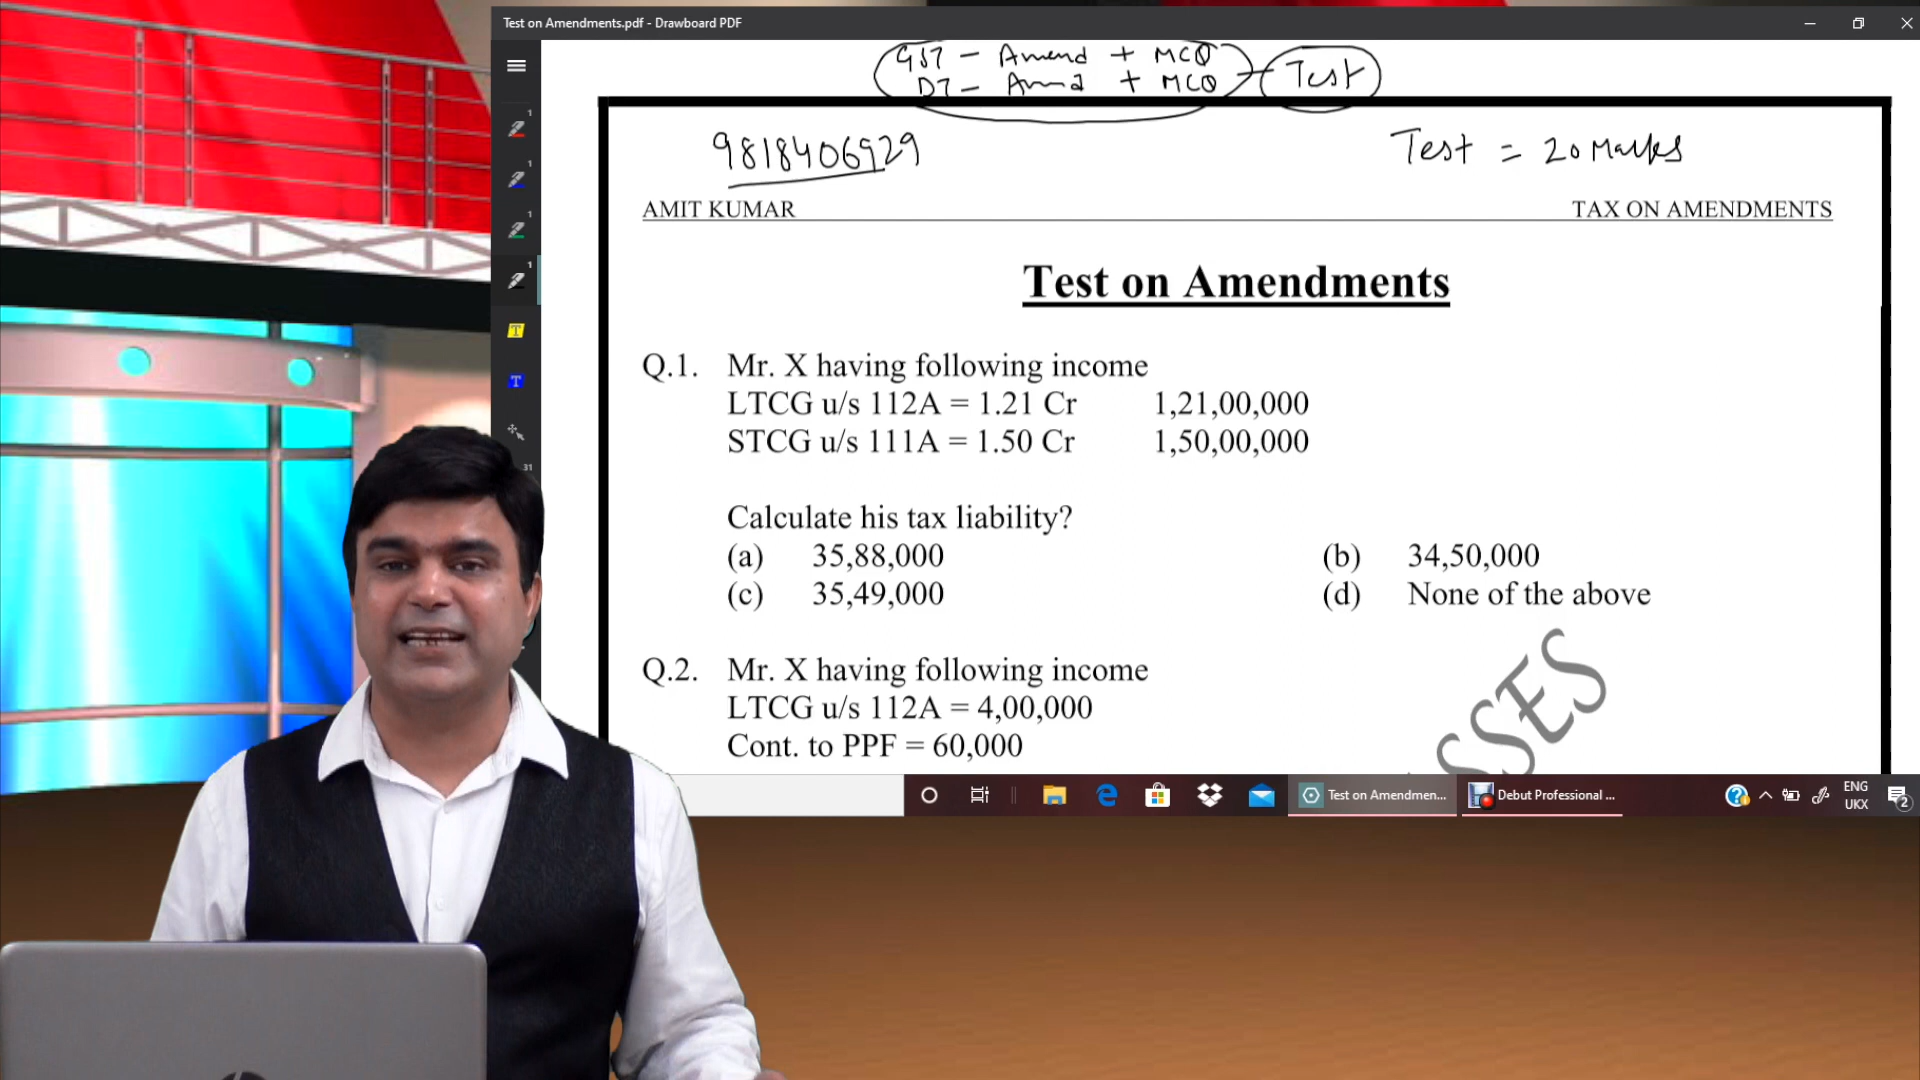 Test on Amendments.pdf - Drawboard PDF
GST - Amend + MCQ
DT - Amd + MCQ
Test
9818406929
Test = 20 Marks
AMIT KUMAR
TAX ON AMENDMENTS
Test on Amendments
Q.1. Mr. X having following income
LTCG u/s 112A = 1.21 Cr 1,21,00,000
STCG u/s 111A = 1.50 Cr 1,50,00,000
Calculate his tax liability?
(a) 35,88,000 (b) 34,50,000
(c) 35,49,000 (d) None of the above
Q.2. Mr. X having following income
LTCG u/s 112A = 4,00,000
Cont. to PPF = 60,000
SSES
31
Test on Amendmen...
Debut Professional ...
ENG
UKX
2